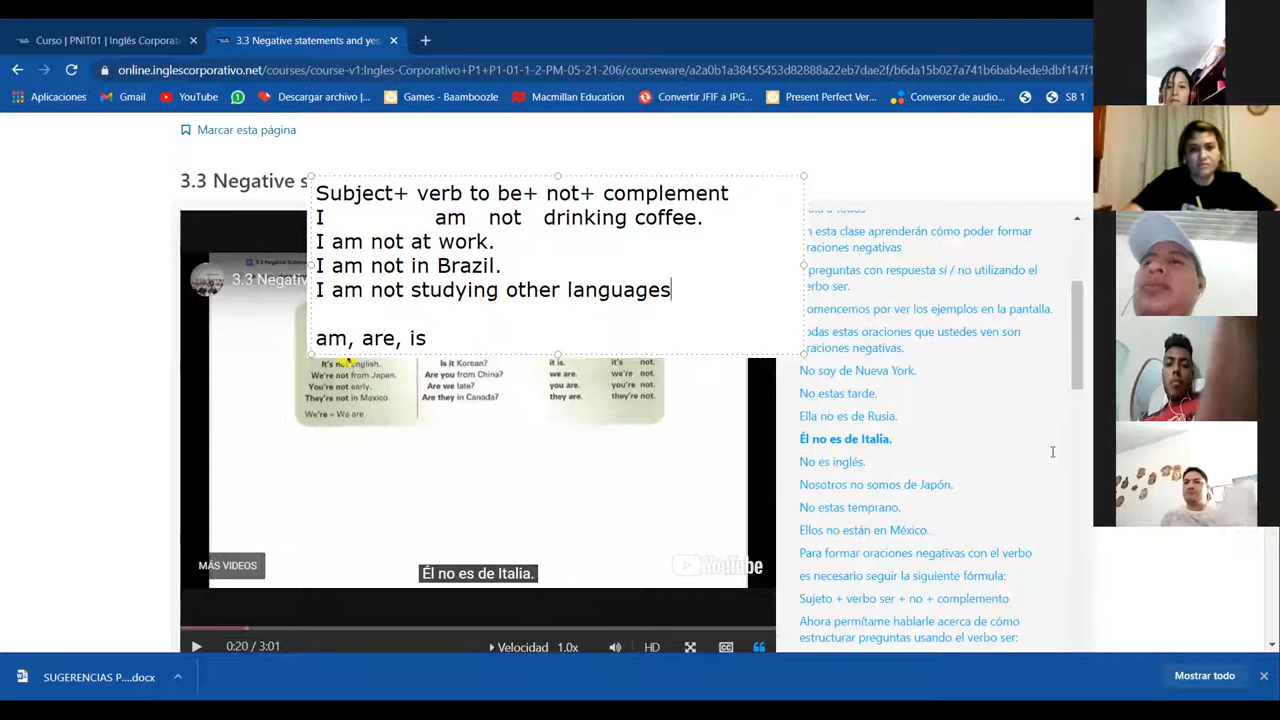 Curso | PNIT01 | Inglés Corporat
3.3 Negative statements and yes,
online.inglescorporativo.net/courses/course-v1:Ingles-Corporativo+P1+P1-01-1-2-PM-05-21-206/courseware/a2a0b1a38455453d82888a22eb7dae2f/b6da15b027a741b6bab4ede9dbf147f1
Aplicaciones
Gmail
YouTube
Descargar archivo |...
Games - Baamboozle
Macmillan Education
Convertir JFIF a JPG...
Present Perfect Ver...
Conversor de audio...
SB 1
Marcar esta página
3.3 Negative s
Subject+ verb to be+ not+ complement
I am not drinking coffee.
I am not at work.
I am not in Brazil.
I am not studying other languages
am, are, is
3.3 Negativ
It's not English.
We're not from Japan.
You're not early.
They're not in Mexico.
We're = We are
Is it Korean?
Are you from China?
Are we late?
Are they in Canada?
it is.
we are.
you are.
they are.
it's not.
we're not.
you're not.
they're not.
MÁS VIDEOS
YouTube
Él no es de Italia.
0:20 / 3:01
Velocidad 1.0x
HD
n esta clase aprenderán cómo poder formar
raciones negativas
preguntas con respuesta sí / no utilizando el
erbo ser.
omencemos por ver los ejemplos en la pantalla.
odas estas oraciones que ustedes ven son
raciones negativas.
No soy de Nueva York.
No estas tarde.
Ella no es de Rusia.
Él no es de Italia.
No es inglés.
Nosotros no somos de Japón.
No estas temprano.
Ellos no están en México.
Para formar oraciones negativas con el verbo
es necesario seguir la siguiente fórmula:
Sujeto + verbo ser + no + complemento
Ahora permítame hablarle acerca de cómo
estructurar preguntas usando el verbo ser:
SUGERENCIAS P....docx
Mostrar todo